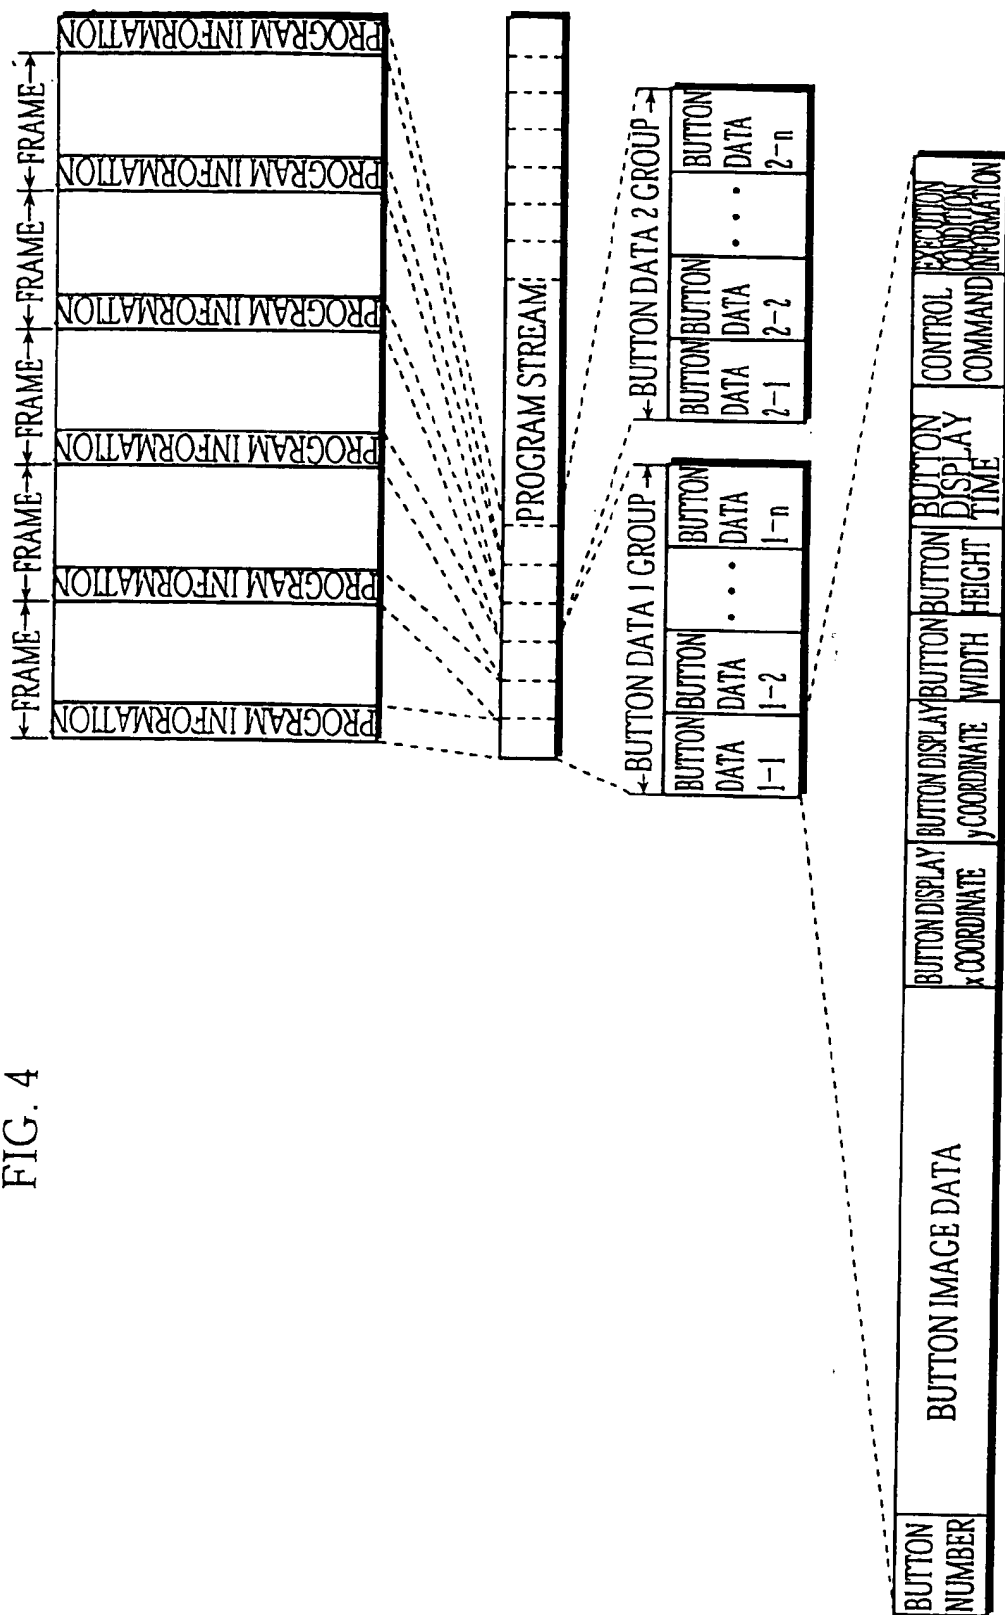 FIG. 4
FRAME
FRAME
FRAME
FRAME
FRAME
PROGRAM INFORMATION
PROGRAM INFORMATION
PROGRAM INFORMATION
PROGRAM INFORMATION
PROGRAM INFORMATION
PROGRAM INFORMATION
PROGRAM STREAM
BUTTON DATA 1 GROUP
BUTTON DATA 2 GROUP
BUTTON
DATA
1-1
BUTTON
DATA
1-2
• • •
BUTTON
DATA
1-n
BUTTON
DATA
2-1
BUTTON
DATA
2-2
• • •
BUTTON
DATA
2-n
BUTTON
NUMBER
BUTTON IMAGE DATA
BUTTON DISPLAY
x COORDINATE
BUTTON DISPLAY
y COORDINATE
BUTTON
WIDTH
BUTTON
HEIGHT
BUTTON
DISPLAY
TIME
CONTROL
COMMAND
EXECUTION
CONDITION
INFORMATION